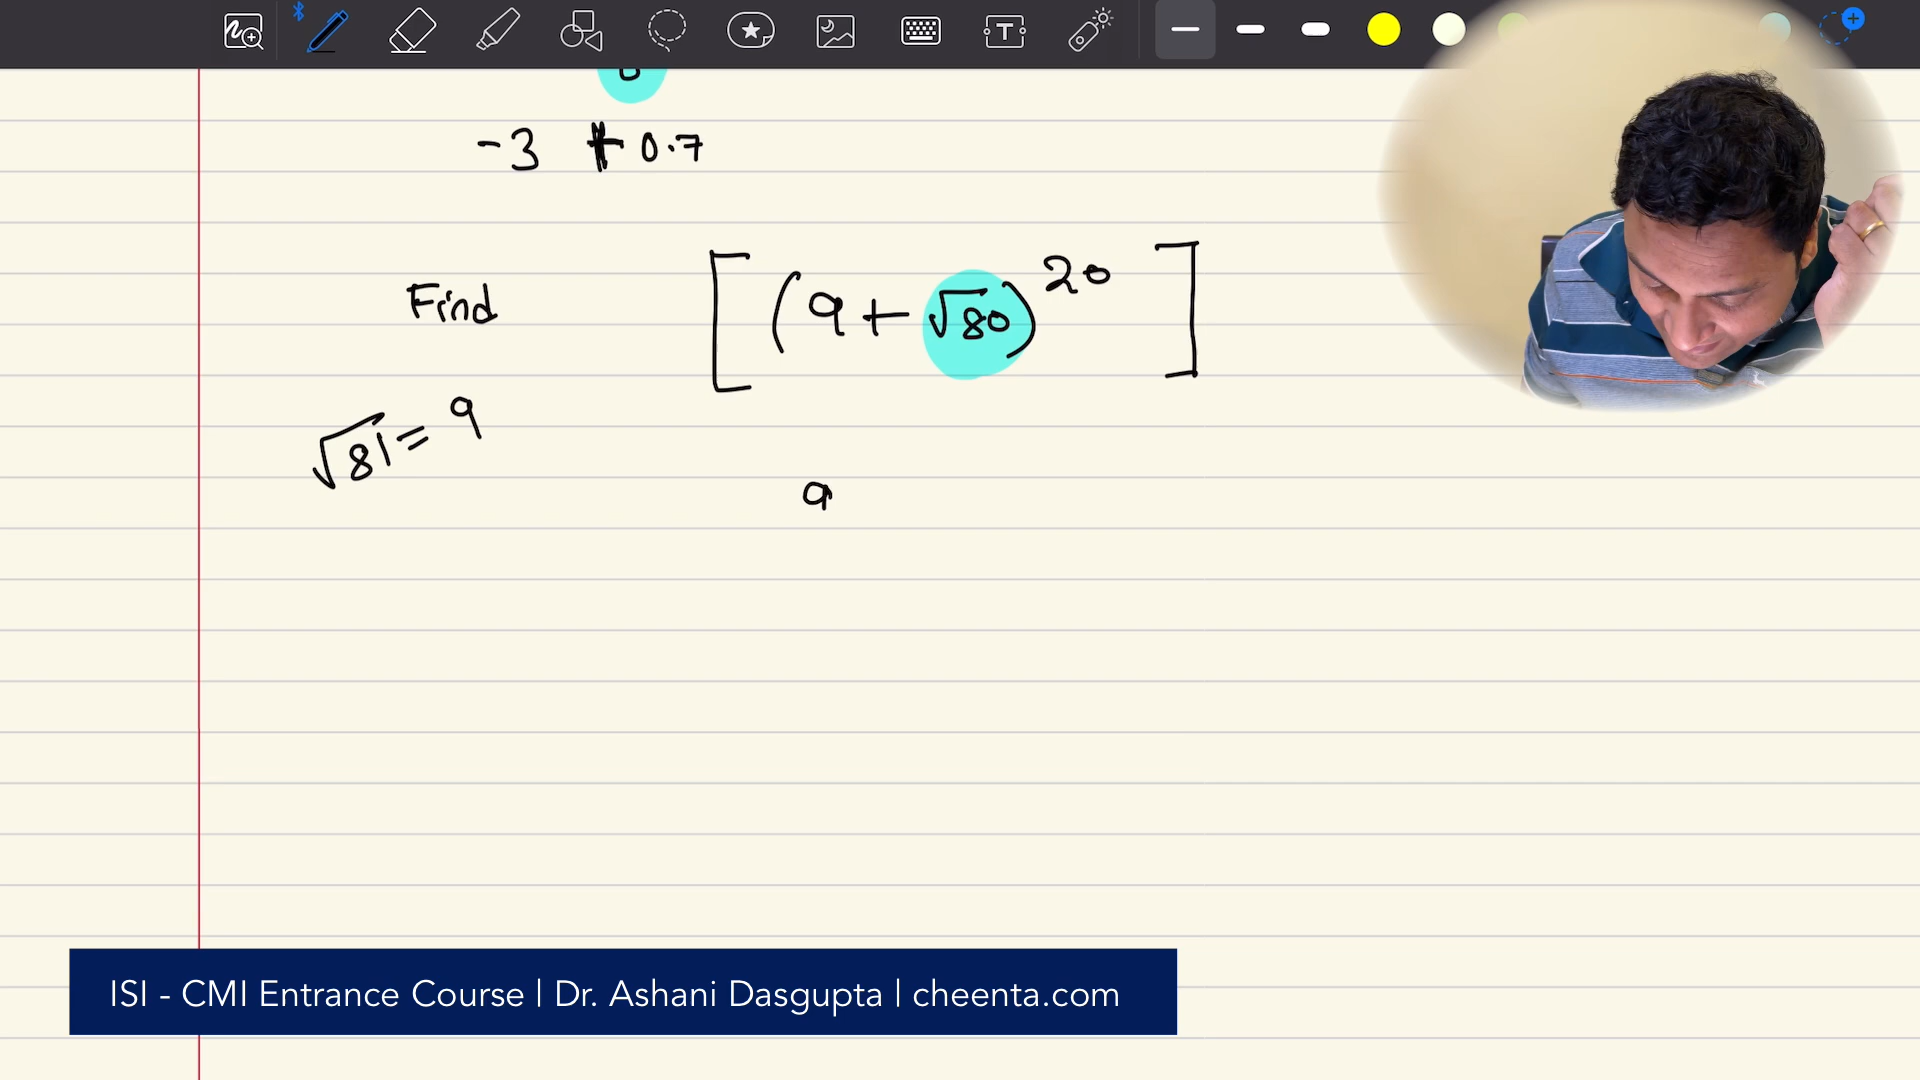 -3 + 0.7
Find [(9+√80)^20]
√81 = 9
9
ISI - CMI Entrance Course | Dr. Ashani Dasgupta | cheenta.com